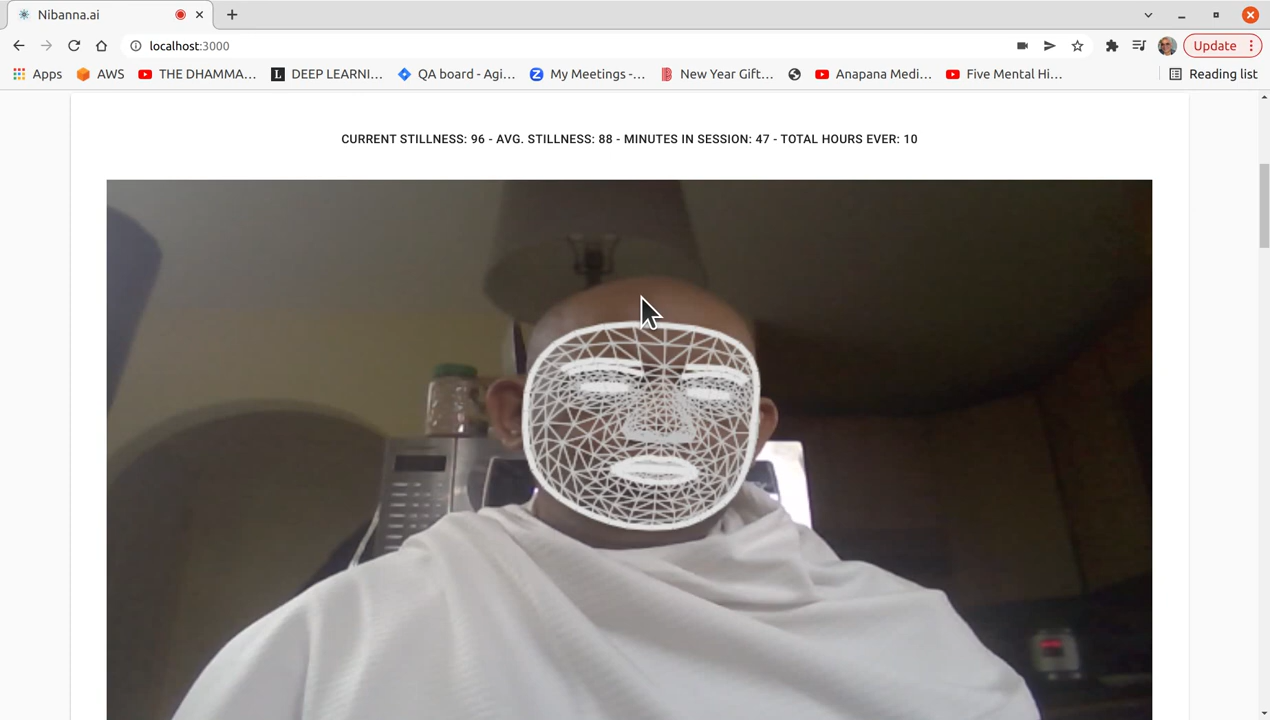 Nibanna.ai
localhost:3000
Update
Apps AWS THE DHAMMA... DEEP LEARNI... QA board - Agi... My Meetings -... New Year Gift... Anapana Medi... Five Mental Hi... Reading list
CURRENT STILLNESS: 96 - AVG. STILLNESS: 88 - MINUTES IN SESSION: 47 - TOTAL HOURS EVER: 10